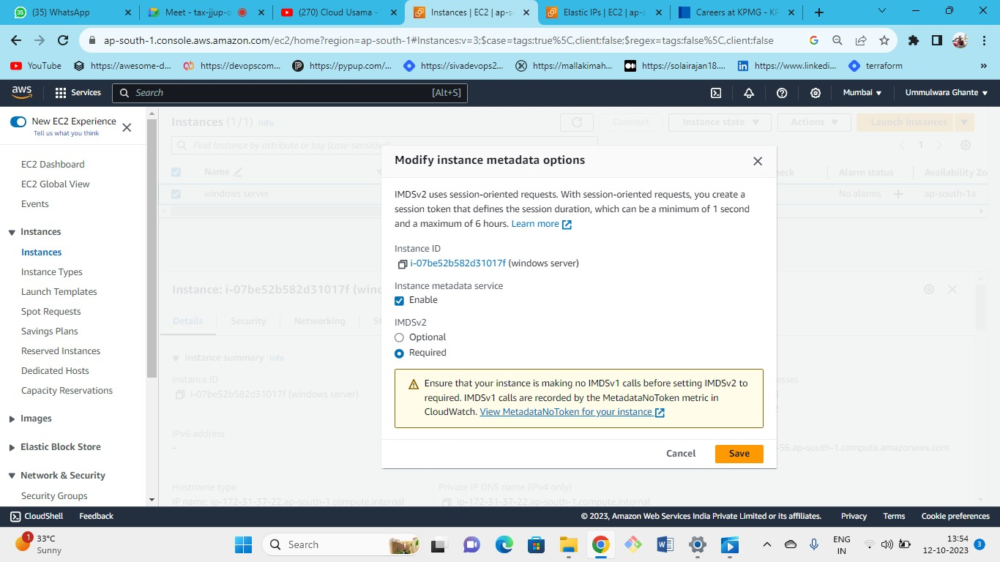 (35) WhatsApp
Meet - tax-jjup-o
(270) Cloud Usama -
Instances | EC2 | ap-s
Elastic IPs | EC2 | ap-s
Careers at KPMG - KP
ap-south-1.console.aws.amazon.com/ec2/home?region=ap-south-1#Instances:v=3;$case=tags:true%5C,client:false;$regex=tags:false%5C,client:false
YouTube
https://awesome-d...
https://devopscom...
https://pypup.com/...
https://sivadevops2...
https://mallakimah...
https://solairajan18....
https://www.linkedi...
terraform
»
aws
Services
Search
[Alt+S]
Mumbai
Ummulwara Ghante
New EC2 Experience
Tell us what you think
EC2 Dashboard
EC2 Global View
Events
Instances
Instances
Instance Types
Launch Templates
Spot Requests
Savings Plans
Reserved Instances
Dedicated Hosts
Capacity Reservations
Images
Elastic Block Store
Network & Security
Security Groups
Instances (1/1) Info
Connect
Instance state
Actions
Launch instances
Find Instance by attribute or tag (case-sensitive
1
Name
check
Alarm status
Availability Zo
windows server
No alarms
ap-south-1a
Instance: i-07be52b582d31017f (winc
Details
Security
Networking
Instance summary Info
Instance ID
i-07be52b582d31017f (windows server)
esses
IPv6 address
–
-56.ap-south-1.compute.amazonaws.com
Hostname type
IP name: ip-172-31-37-22.ap-south-1.compute.internal
Private IP DNS name (IPv4 only)
ip-172-31-37-22.ap-south-1.compute.internal
Modify instance metadata options
IMDSv2 uses session-oriented requests. With session-oriented requests, you create a
session token that defines the session duration, which can be a minimum of 1 second
and a maximum of 6 hours. Learn more
Instance ID
i-07be52b582d31017f (windows server)
Instance metadata service
Enable
IMDSv2
Optional
Required
Ensure that your instance is making no IMDSv1 calls before setting IMDSv2 to
required. IMDSv1 calls are recorded by the MetadataNoToken metric in
CloudWatch. View MetadataNoToken for your instance
Cancel
Save
CloudShell
Feedback
© 2023, Amazon Web Services India Private Limited or its affiliates.
Privacy
Terms
Cookie preferences
1
33°C
Sunny
Search
ENG
IN
13:54
12-10-2023
3